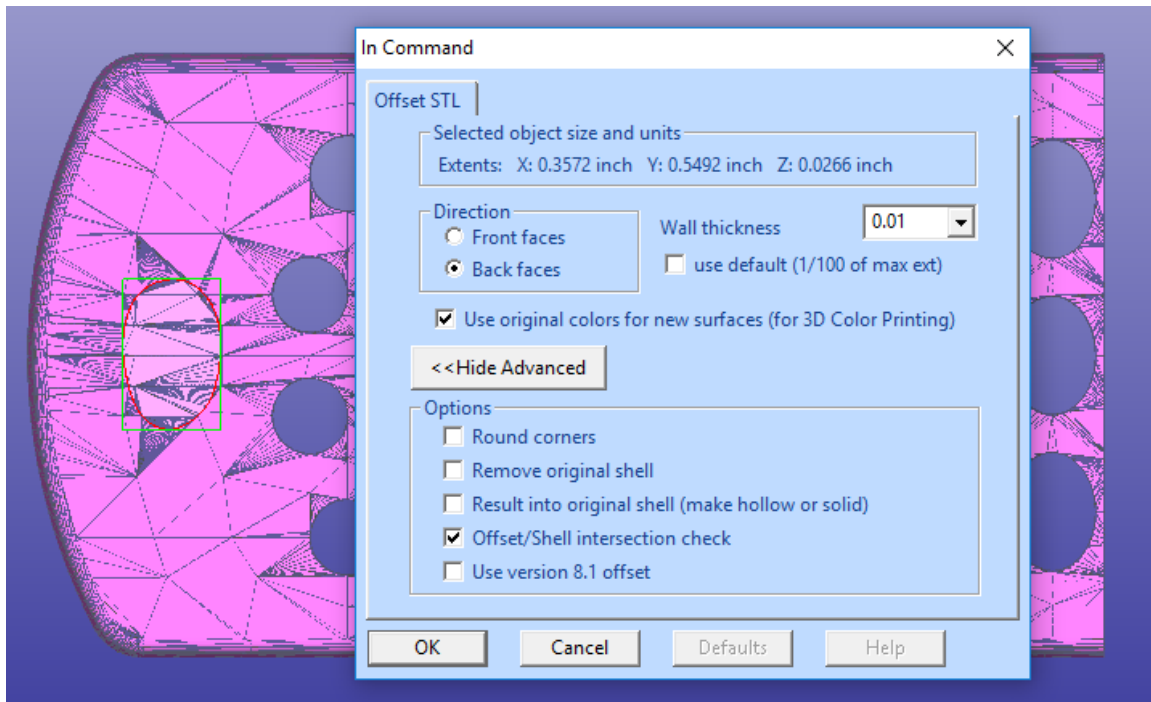 In Command
Offset STL
Selected object size and units
Extents: X: 0.3572 inch Y: 0.5492 inch Z: 0.0266 inch
Direction
Front faces
Back faces
Wall thickness
0.01
use default (1/100 of max ext)
Use original colors for new surfaces (for 3D Color Printing)
<<Hide Advanced
Options
Round corners
Remove original shell
Result into original shell (make hollow or solid)
Offset/Shell intersection check
Use version 8.1 offset
OK Cancel Defaults Help